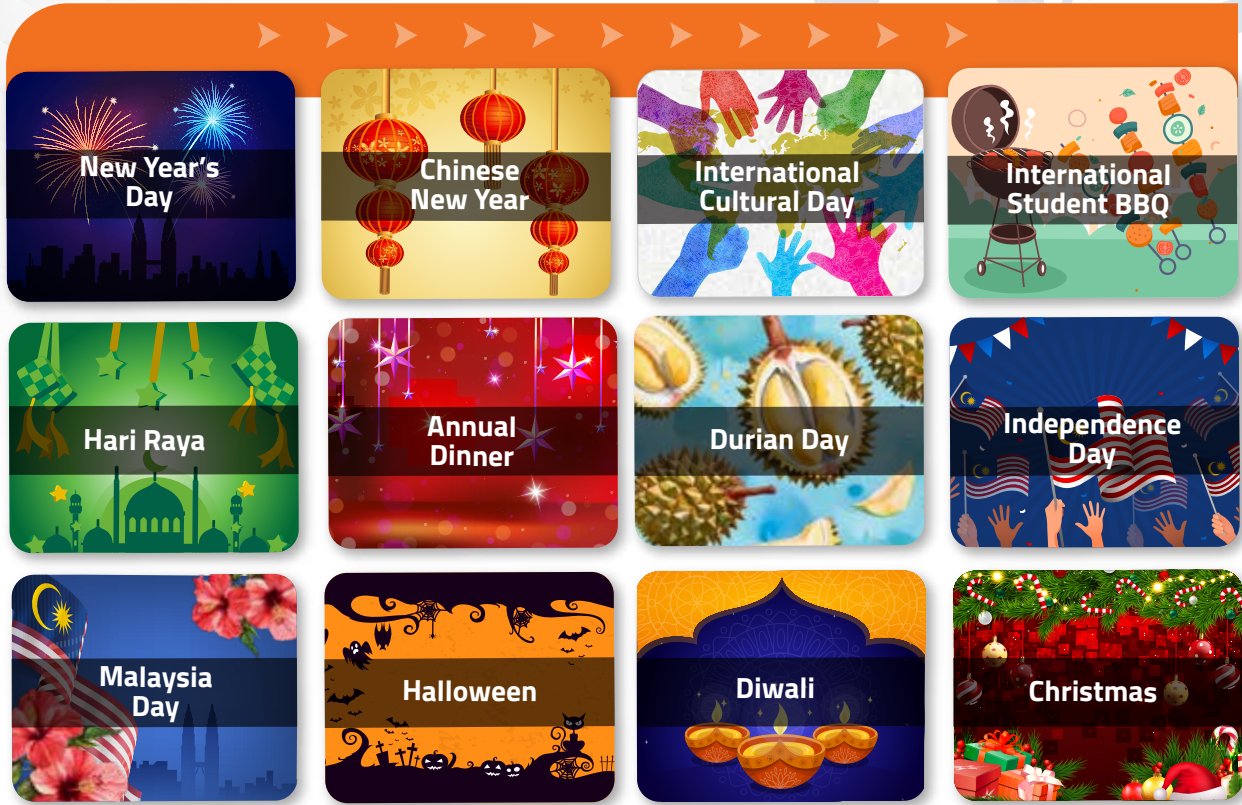 New Year’s
Day
Chinese
New Year
International
Cultural Day
International
Student BBQ
Hari Raya
Annual
Dinner
Durian Day
Independence
Day
Malaysia
Day
Halloween
Diwali
Christmas